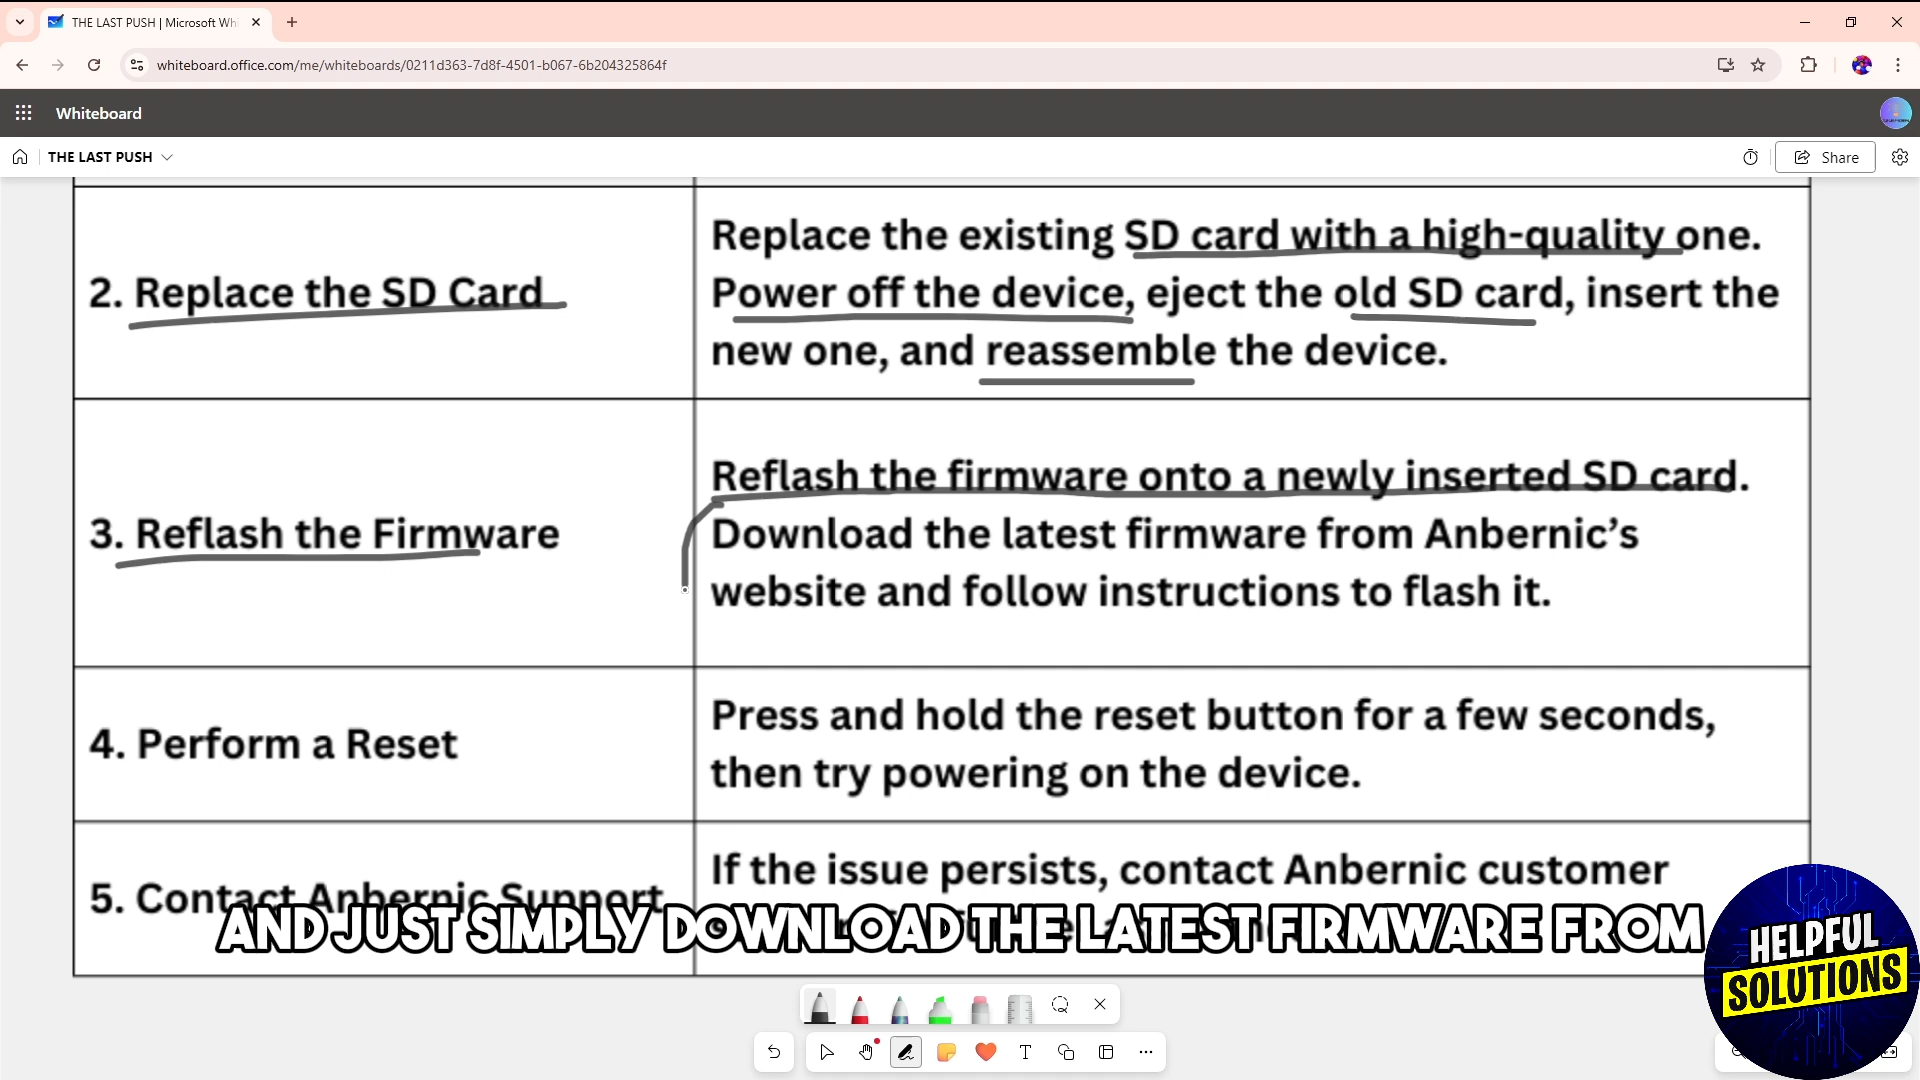 THE LAST PUSH | Microsoft Wh
whiteboard.office.com/me/whiteboards/0211d363-7d8f-4501-b067-6b204325864f
Whiteboard
THE LAST PUSH
Share
Replace the existing SD card with a high-quality one.
2. Replace the SD Card
Power off the device, eject the old SD card, insert the
new one, and reassemble the device.
Reflash the firmware onto a newly inserted SD card.
3. Reflash the Firmware
Download the latest firmware from Anbernic’s
website and follow instructions to flash it.
4. Perform a Reset
Press and hold the reset button for a few seconds,
then try powering on the device.
5. Contact Anbernic Support
If the issue persists, contact Anbernic customer
AND JUST SIMPLY DOWNLOAD THE LATEST FIRMWARE FROM
HELPFUL
SOLUTIONS